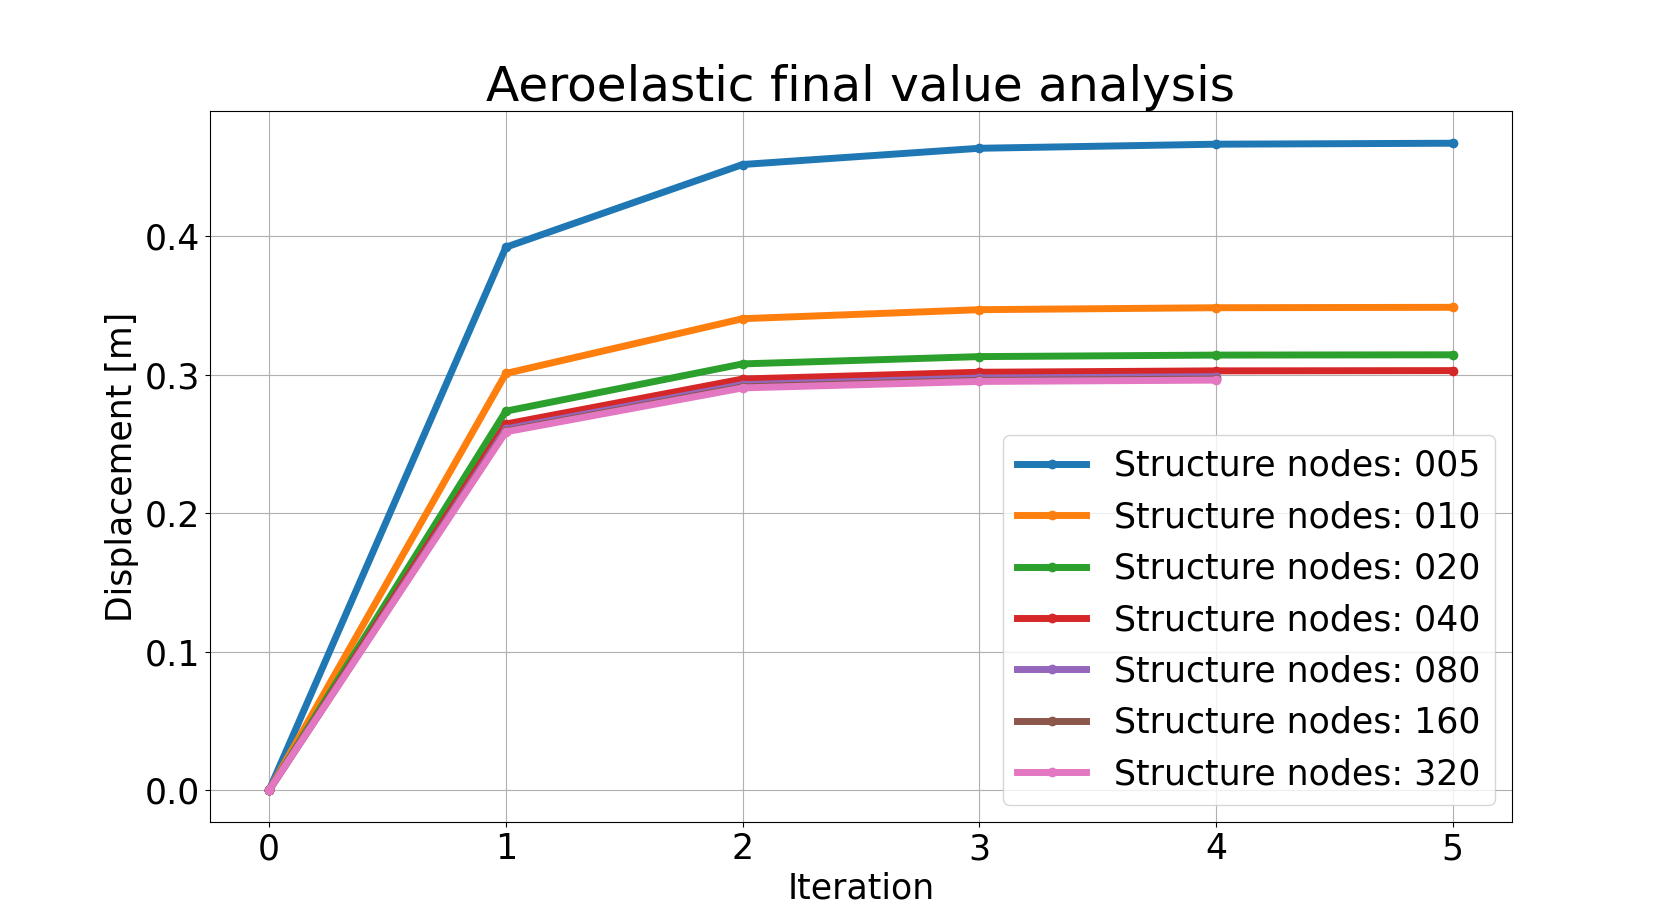 Aeroelastic final value analysis
Displacement [m]
0.4
0.3
0.2
0.1
0.0
0 1 2 3 4 5
Iteration
Structure nodes: 005
Structure nodes: 010
Structure nodes: 020
Structure nodes: 040
Structure nodes: 080
Structure nodes: 160
Structure nodes: 320